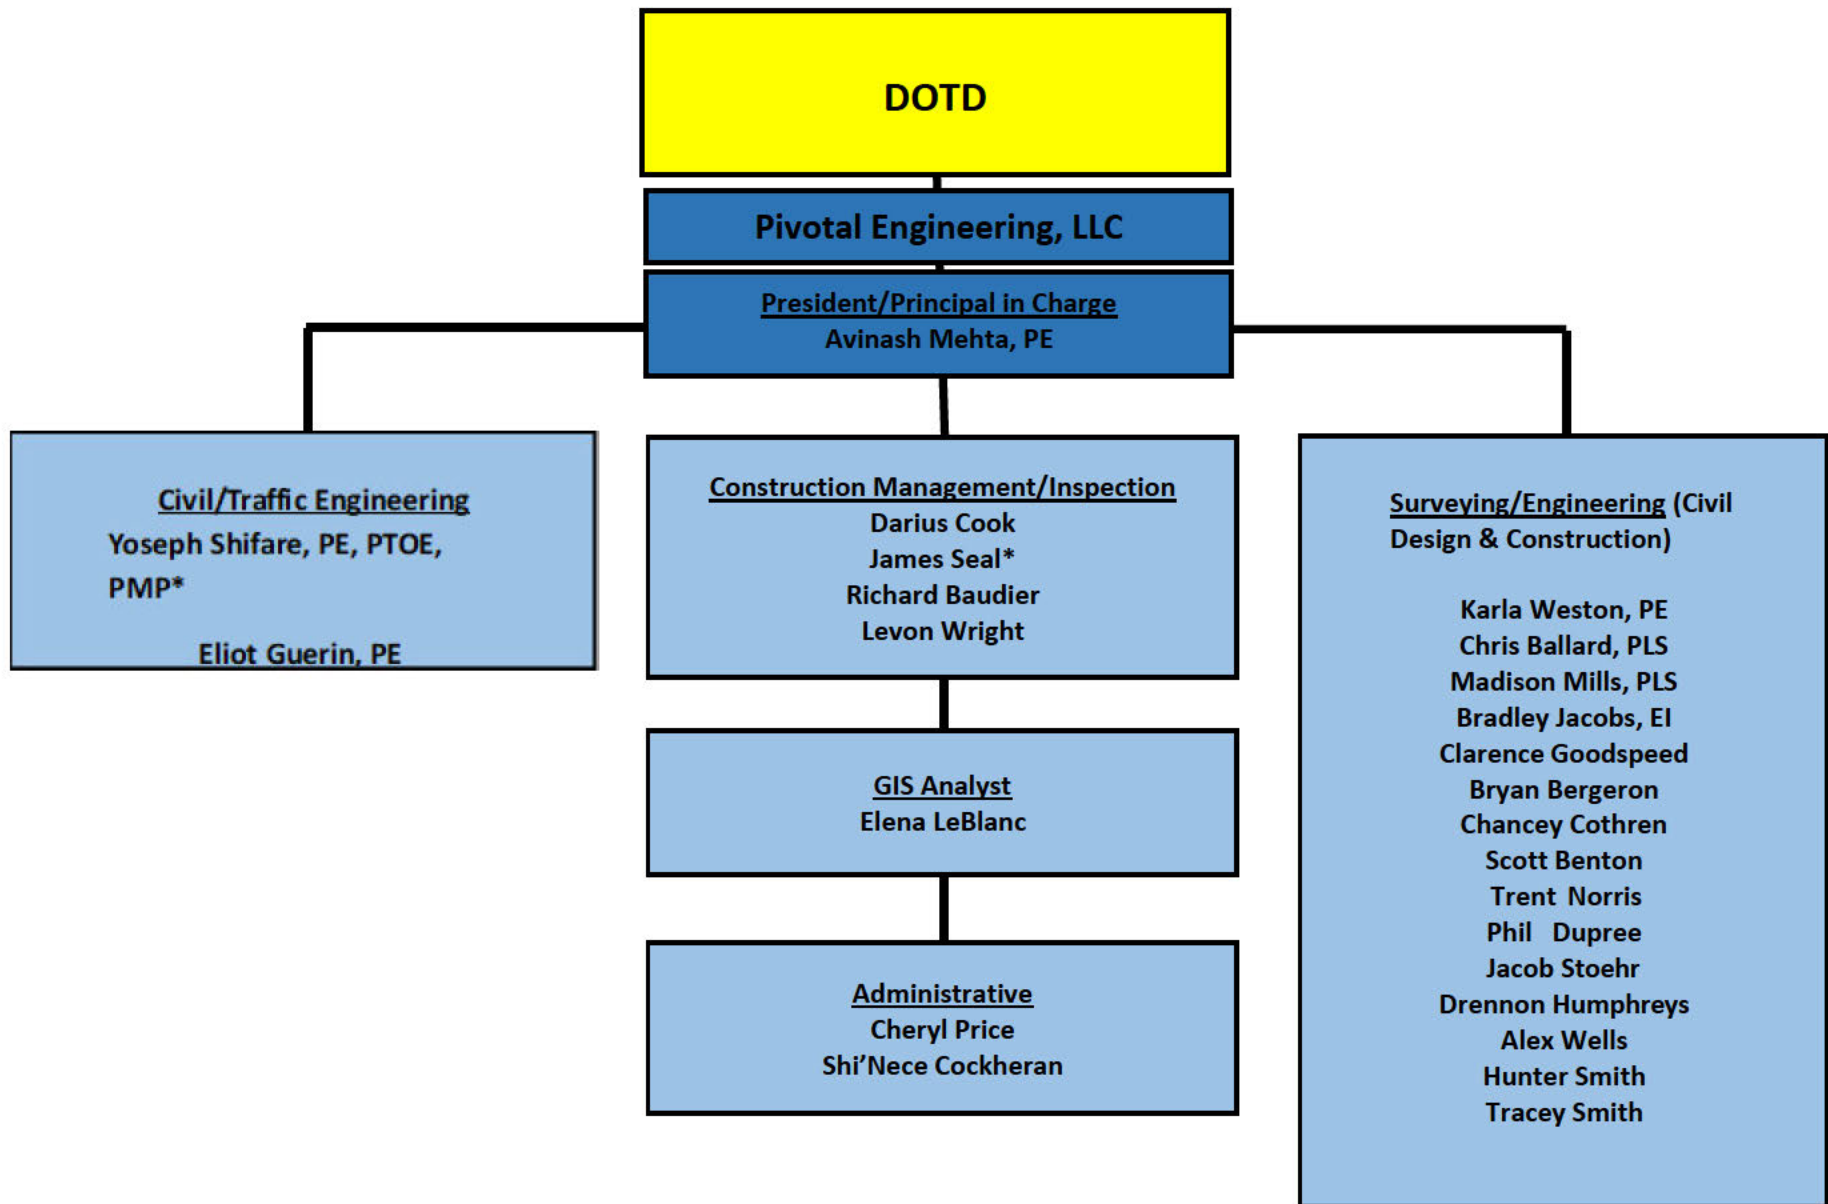 DOTD
Pivotal Engineering, LLC
President/Principal in Charge
Avinash Mehta, PE
Civil/Traffic Engineering
Yoseph Shifare, PE, PTOE,
PMP*
Eliot Guerin, PE
Construction Management/Inspection
Darius Cook
James Seal*
Richard Baudier
Levon Wright
GIS Analyst
Elena LeBlanc
Administrative
Cheryl Price
Shi’Nece Cockheran
Surveying/Engineering (Civil
Design & Construction)
Karla Weston, PE
Chris Ballard, PLS
Madison Mills, PLS
Bradley Jacobs, EI
Clarence Goodspeed
Bryan Bergeron
Chancey Cothren
Scott Benton
Trent Norris
Phil Dupree
Jacob Stoehr
Drennon Humphreys
Alex Wells
Hunter Smith
Tracey Smith